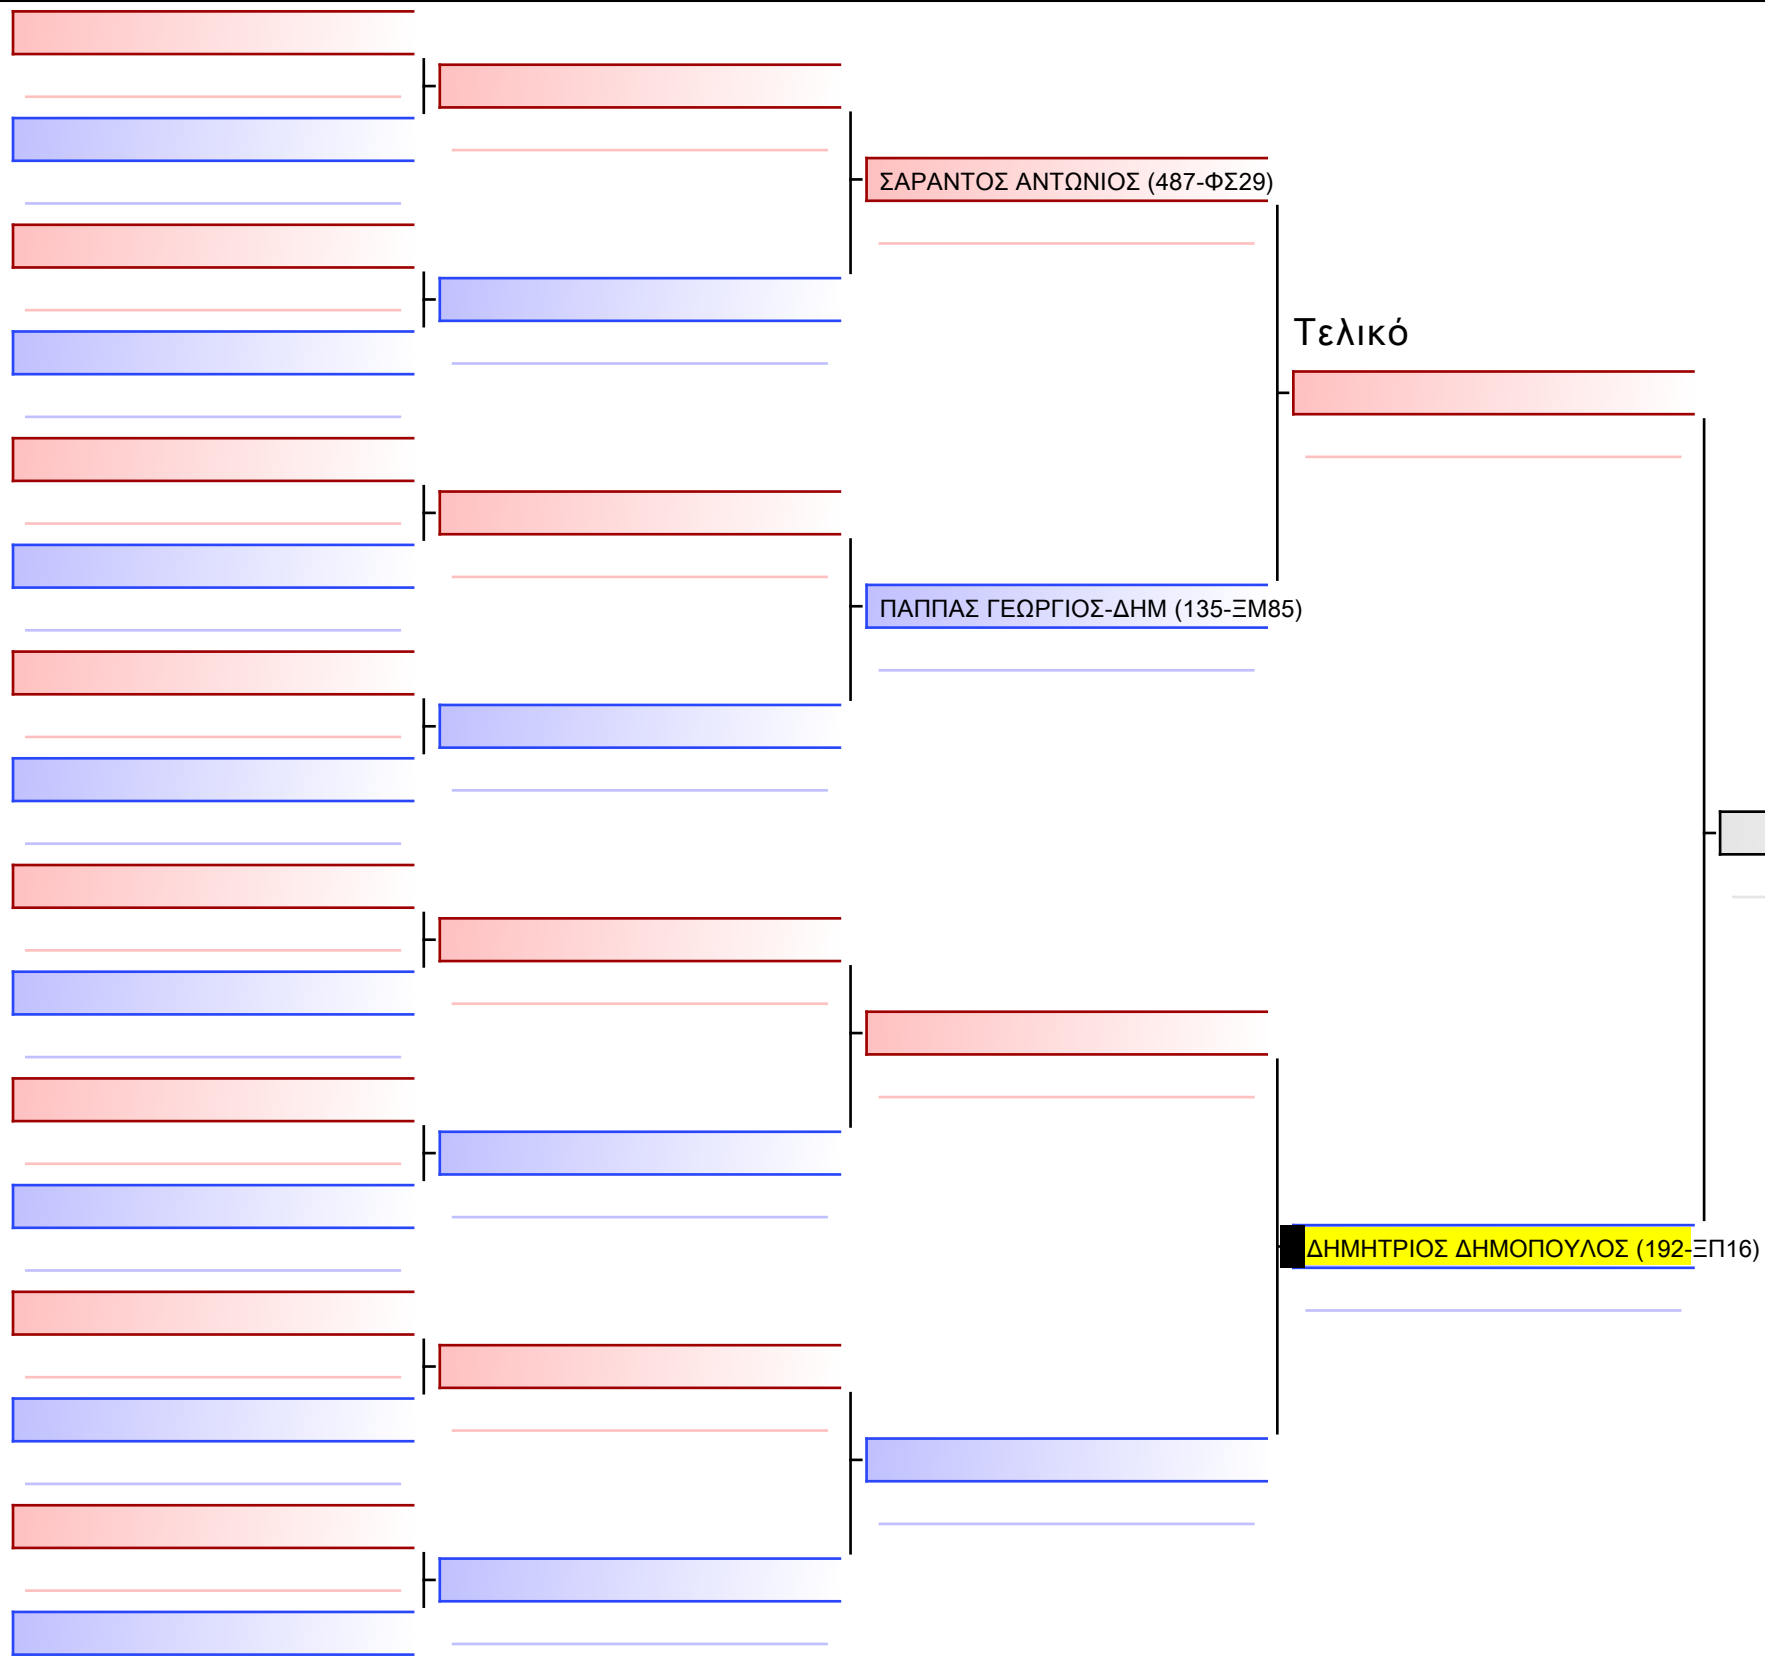 ΣΑΡΑΝΤΟΣ ΑΝΤΩΝΙΟΣ (487-ΦΣ29)
Τελικό
ΠΑΠΠΑΣ ΓΕΩΡΓΙΟΣ-ΔΗΜ (135-ΞΜ85)
ΔΗΜΗΤΡΙΟΣ ΔΗΜΟΠΟΥΛΟΣ (192-ΞΠ16)